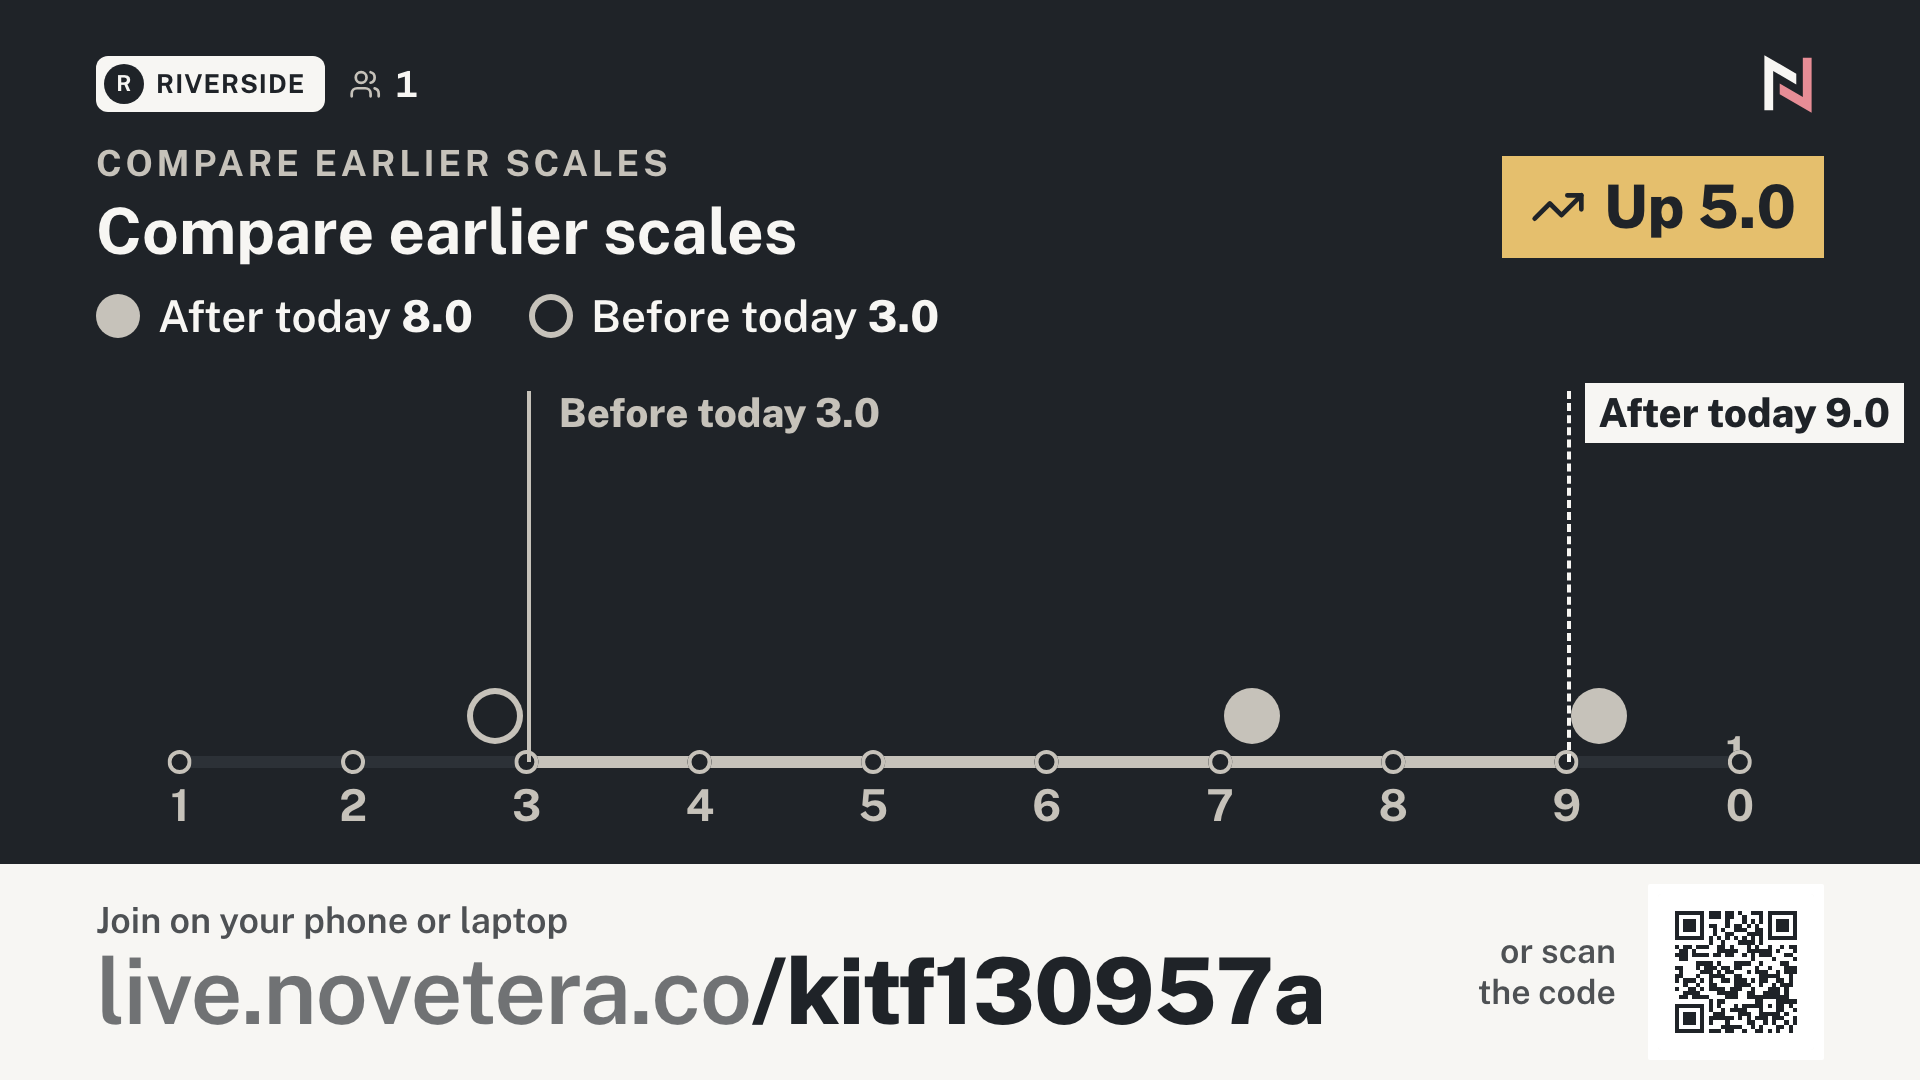 R RIVERSIDE 1
COMPARE EARLIER SCALES
Compare earlier scales
Up 5.0
After today 8.0 Before today 3.0
Before today 3.0
After today 9.0
1 2 3 4 5 6 7 8 9 10
Join on your phone or laptop
live.novetera.co/kitf130957a
or scan
the code